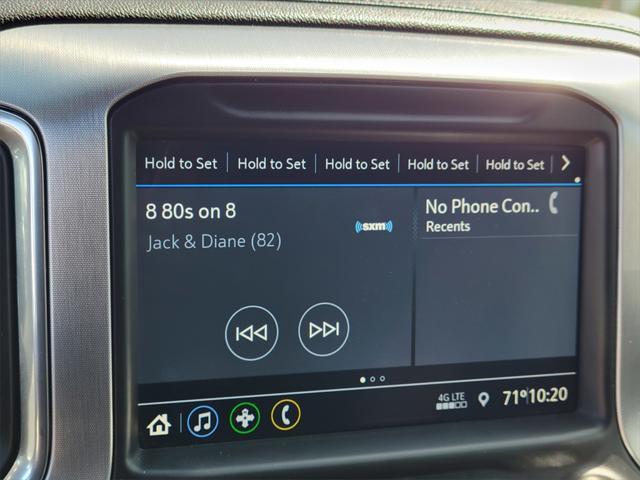 Hold to Set Hold to Set Hold to Set Hold to Set Hold to Set
8 80s on 8
Jack & Diane (82)
sxm
No Phone Con..
Recents
4G LTE
71° 10:20